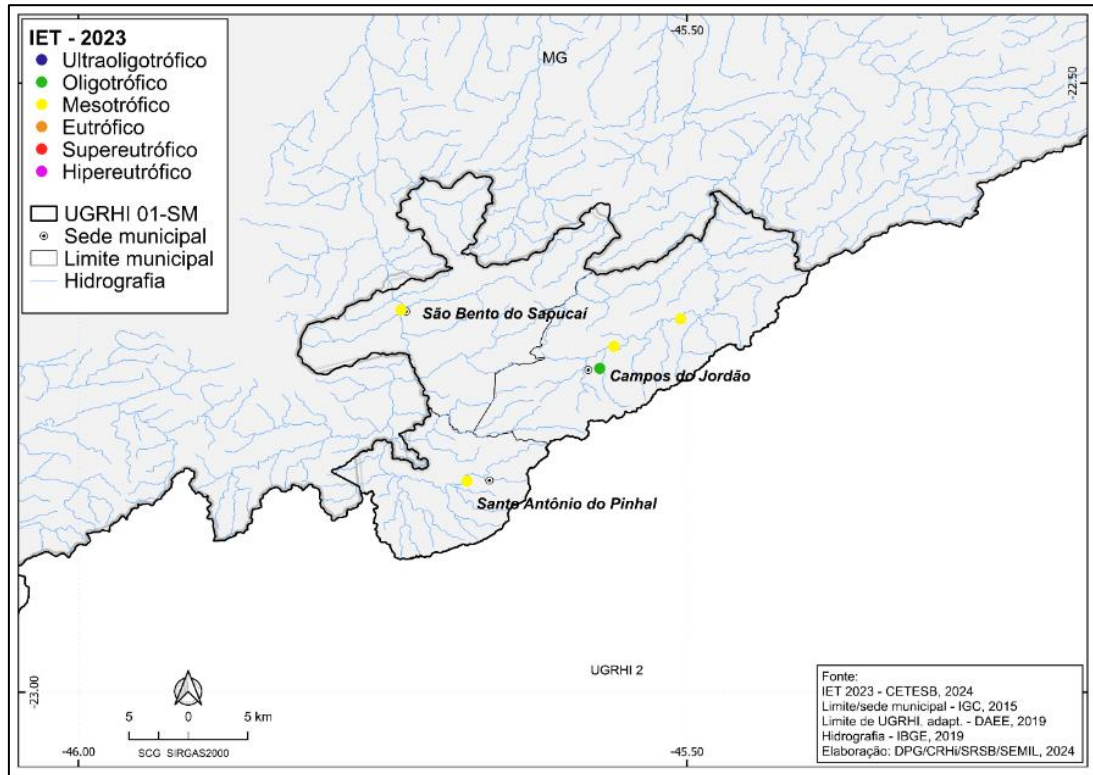 IET - 2023
Ultraoligotrófico
Oligotrófico
Mesotrófico
Eutrófico
Supereutrófico
Hipereutrófico
UGRHI 01-SM
Sede municipal
Limite municipal
Hidrografia
-45.50
MG
-22.50
São Bento do Sapucaí
Campos do Jordão
Santo Antônio do Pinhal
UGRHI 2
-23.00
5 0 5 km
SCG SIRGAS2000
-46.00
-45.50
Fonte:
IET 2023 - CETESB, 2024
Limite/sede municipal - IGC, 2015
Limite de UGRHI, adapt. - DAEE, 2019
Hidrografia - IBGE, 2019
Elaboração: DPG/CRHi/SRSB/SEMIL, 2024